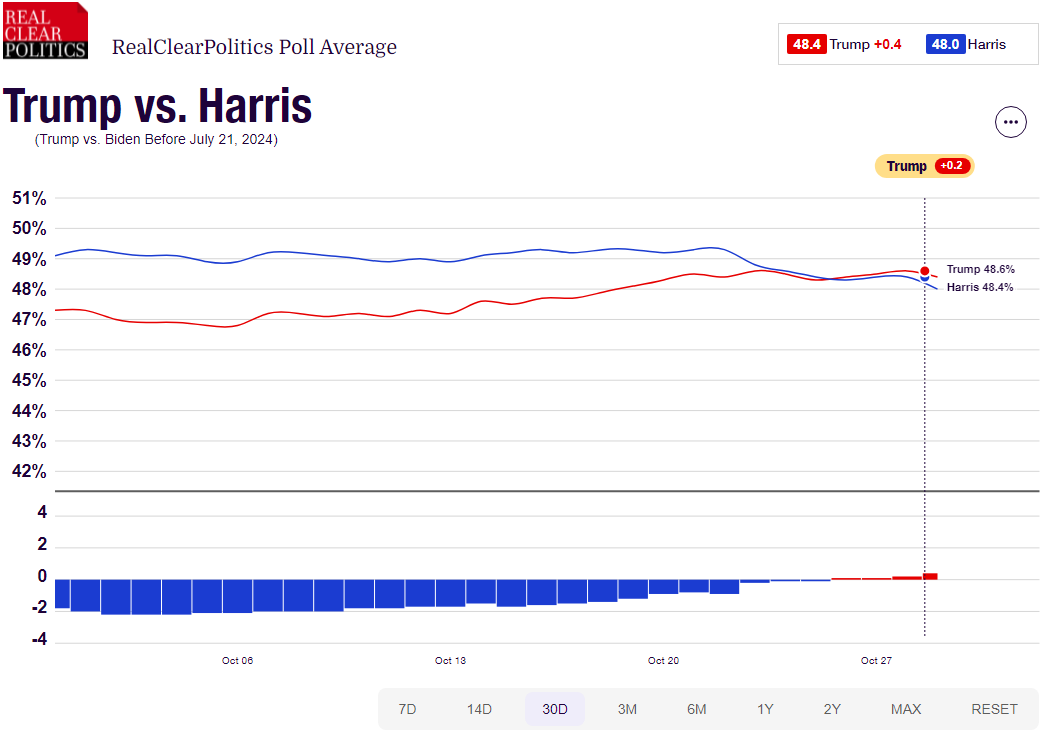 REAL
CLEAR
POLITICS
RealClearPolitics Poll Average
48.4 Trump +0.4 48.0 Harris
Trump vs. Harris
(Trump vs. Biden Before July 21, 2024)
Trump +0.2
51%
50%
49%
Trump 48.6%
Harris 48.4%
48%
47%
46%
45%
44%
43%
42%
4
2
0
-2
-4
Oct 06 Oct 13 Oct 20 Oct 27
7D 14D 30D 3M 6M 1Y 2Y MAX RESET